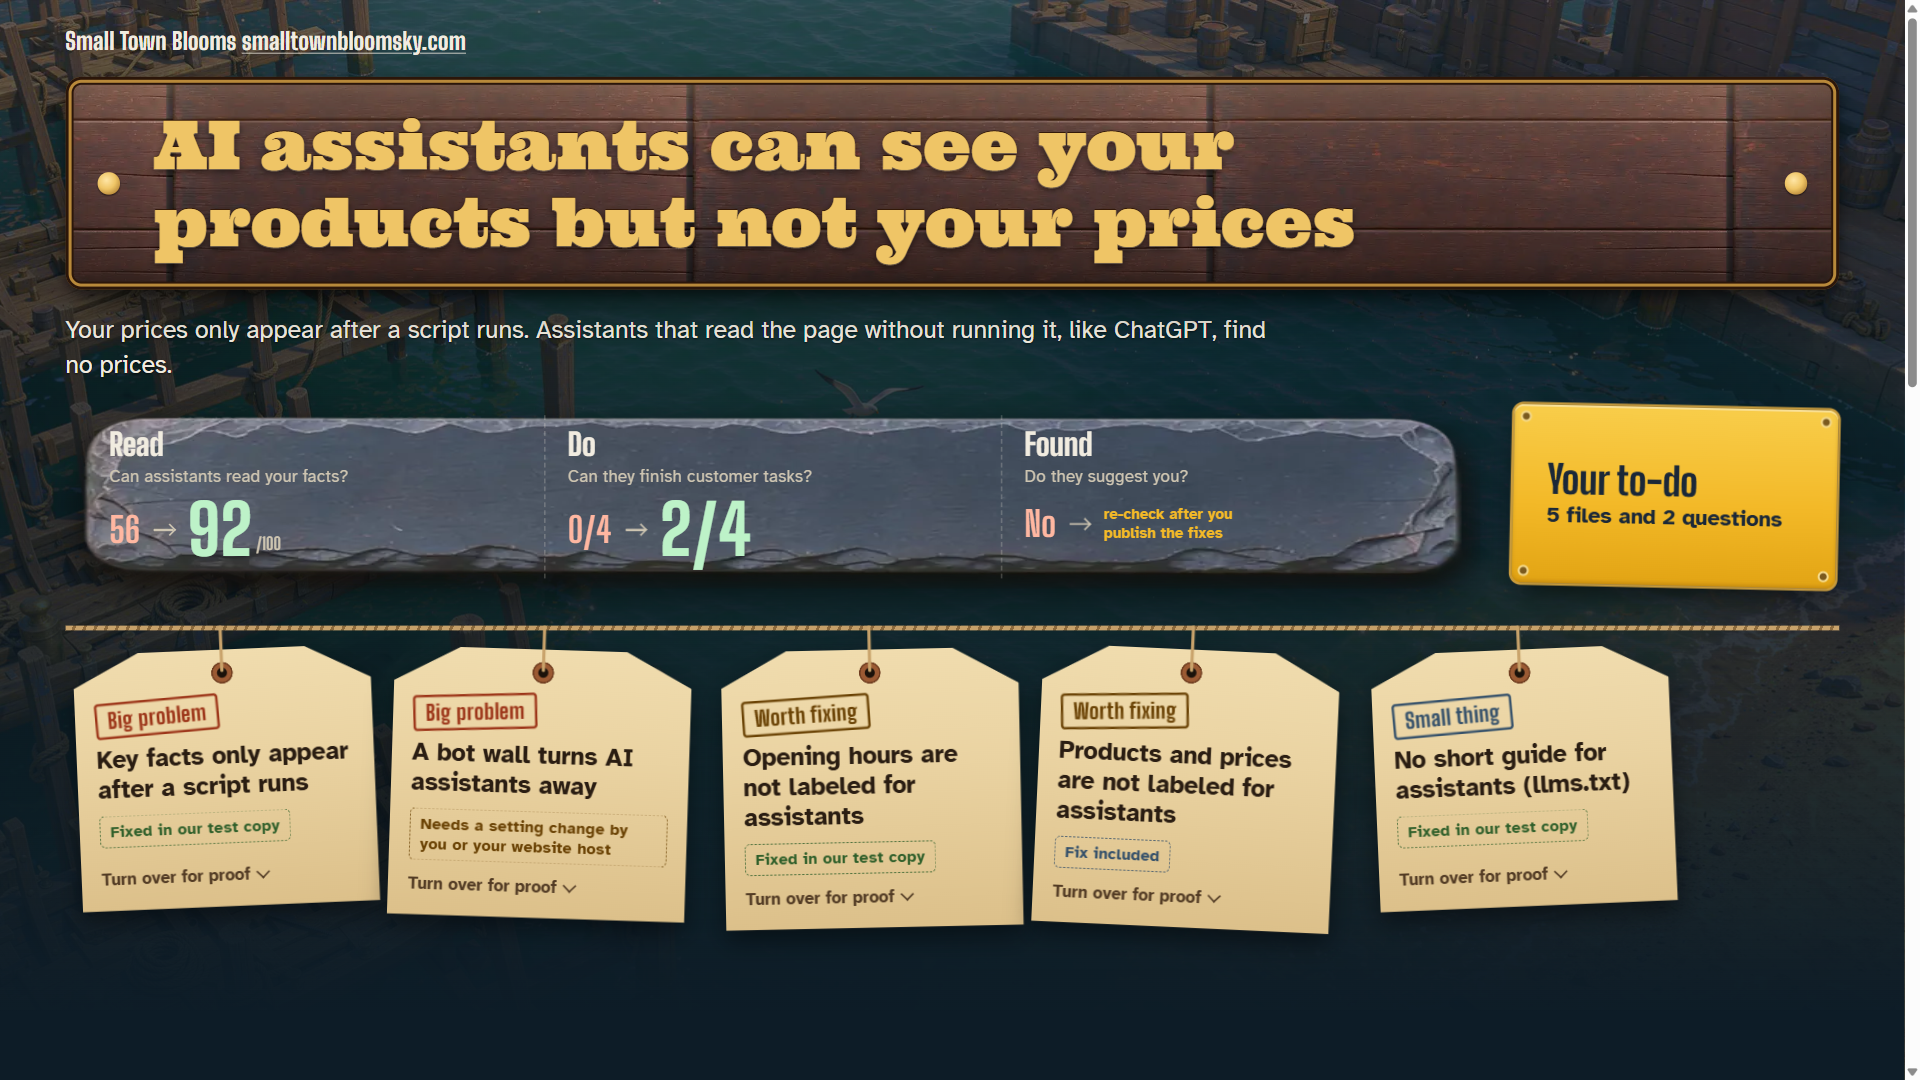 Small Town Blooms smalltownbloomsky.com
AI assistants can see your
products but not your prices
Your prices only appear after a script runs. Assistants that read the page without running it, like ChatGPT, find
no prices.
Read
Can assistants read your facts?
56 → 92 /100
Do
Can they finish customer tasks?
0/4 → 2/4
Found
Do they suggest you?
No → re-check after you
publish the fixes
Your to-do
5 files and 2 questions
Big problem
Key facts only appear
after a script runs
Fixed in our test copy
Turn over for proof
Big problem
A bot wall turns AI
assistants away
Needs a setting change by
you or your website host
Turn over for proof
Worth fixing
Opening hours are
not labeled for
assistants
Fixed in our test copy
Turn over for proof
Worth fixing
Products and prices
are not labeled for
assistants
Fix included
Turn over for proof
Small thing
No short guide for
assistants (llms.txt)
Fixed in our test copy
Turn over for proof